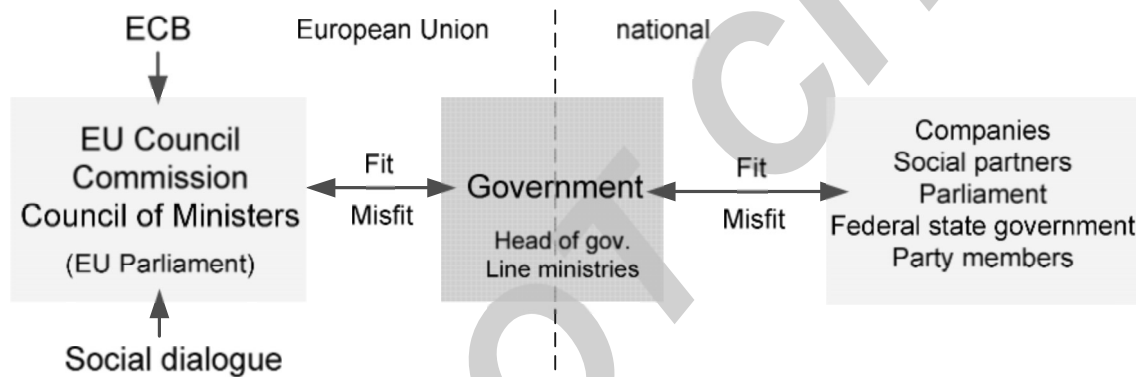 ECB
European Union
national
EU Council
Commission
Council of Ministers
(EU Parliament)
Fit
Misfit
Government
Head of gov.
Line ministries
Fit
Misfit
Companies
Social partners
Parliament
Federal state government
Party members
Social dialogue